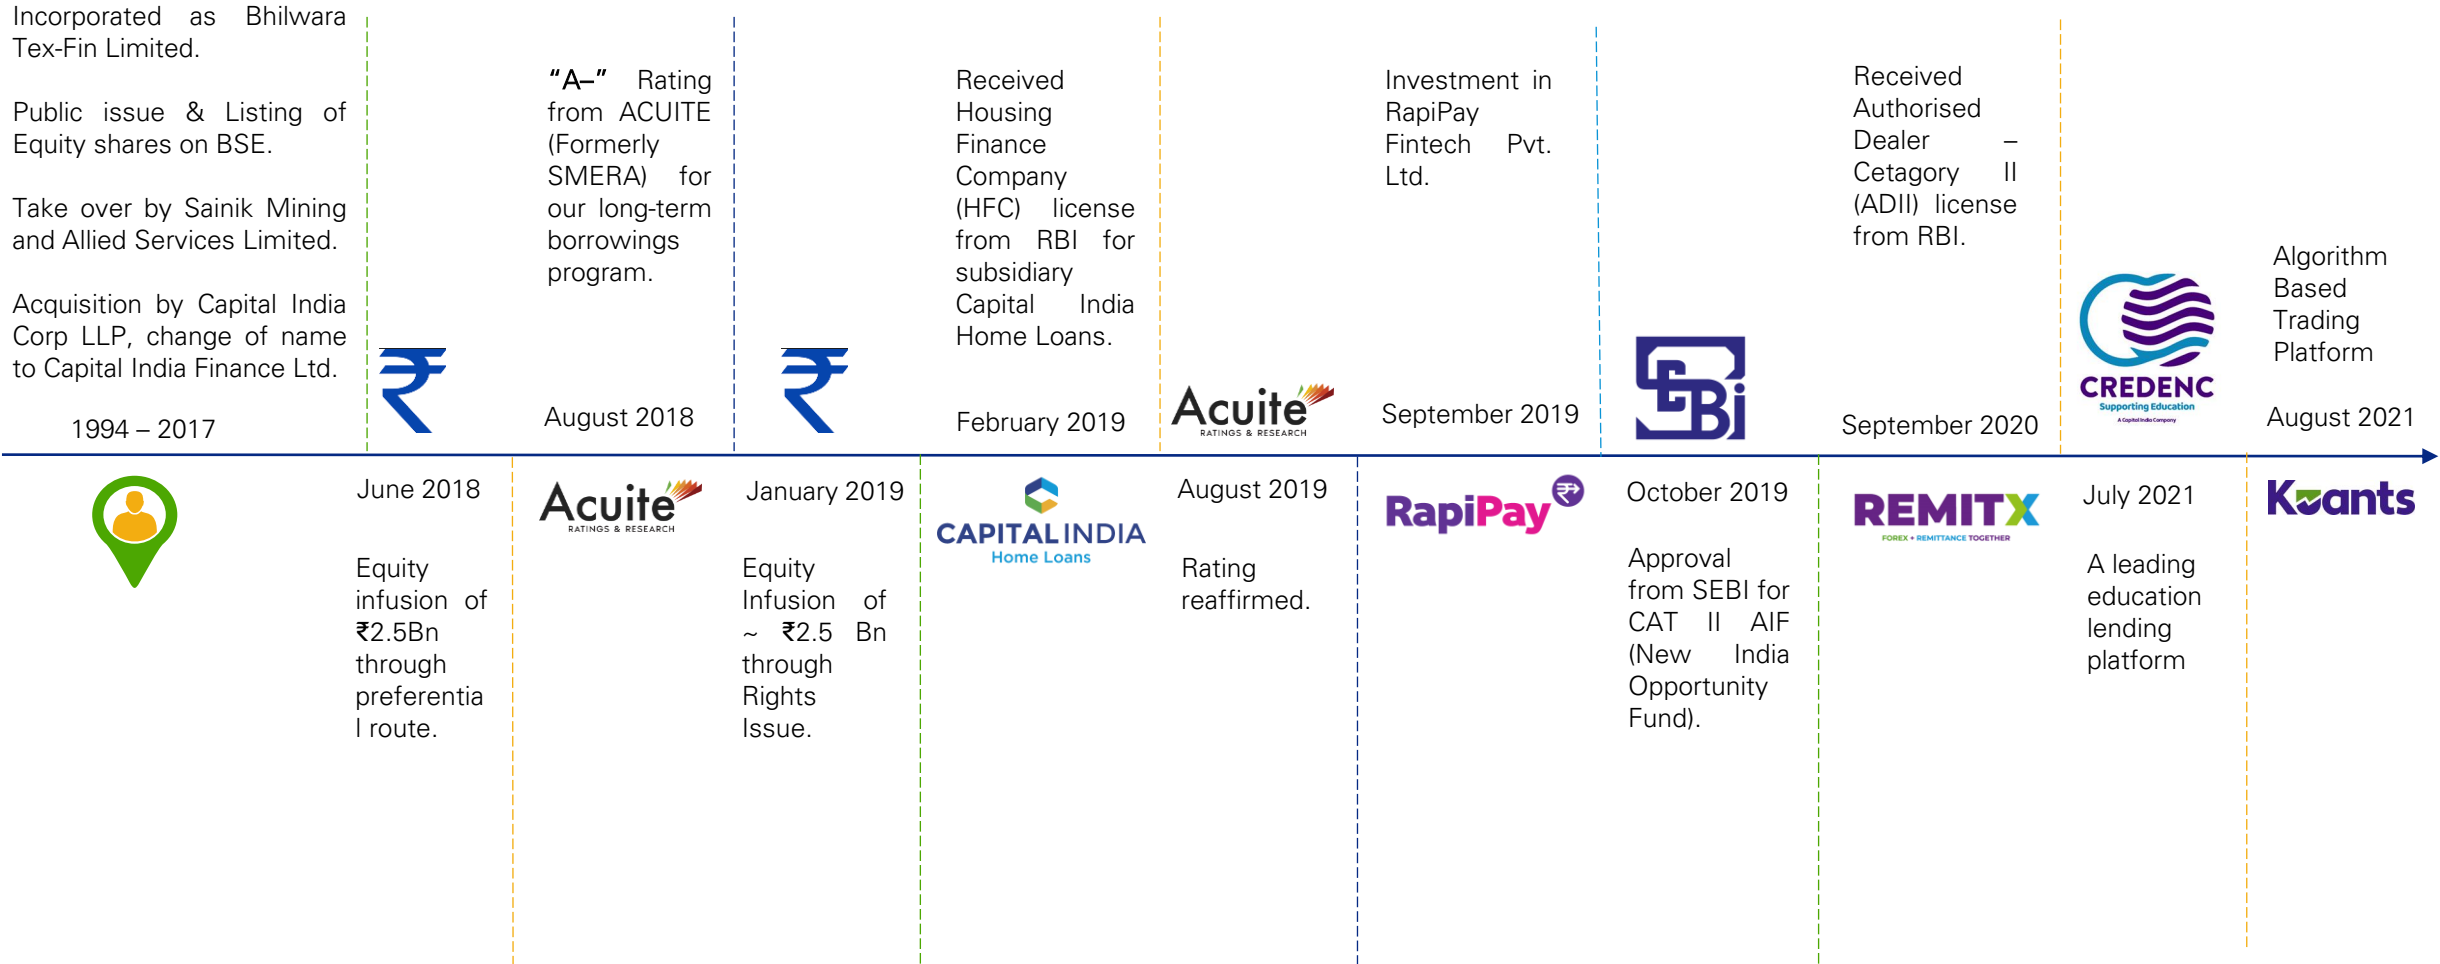 Incorporated as Bhilwara
Tex-Fin Limited.
Public issue & Listing of
Equity shares on BSE.
Take over by Sainik Mining
and Allied Services Limited.
Acquisition by Capital India
Corp LLP, change of name
to Capital India Finance Ltd.
1994 – 2017
June 2018
Equity
infusion of
₹2.5Bn
through
preferentia
l route.
₹
"A–" Rating
from ACUITE
(Formerly
SMERA) for
our long-term
borrowings
program.
August 2018
Acuite
RATINGS & RESEARCH
January 2019
Equity
Infusion of
~ ₹2.5 Bn
through
Rights
Issue.
₹
Received
Housing
Finance
Company
(HFC) license
from RBI for
subsidiary
Capital India
Home Loans.
February 2019
CAPITALINDIA
Home Loans
August 2019
Rating
reaffirmed.
Acuite
RATINGS & RESEARCH
Investment in
RapiPay
Fintech Pvt.
Ltd.
September 2019
RapiPay
₹
October 2019
Approval
from SEBI for
CAT II AIF
(New India
Opportunity
Fund).
SEBi
Received
Authorised
Dealer –
Cetagory II
(ADII) license
from RBI.
September 2020
REMITX
FOREX + REMITTANCE TOGETHER
July 2021
A leading
education
lending
platform
CREDENC
Supporting Education
A Capital India Company
Algorithm
Based
Trading
Platform
August 2021
Kuants